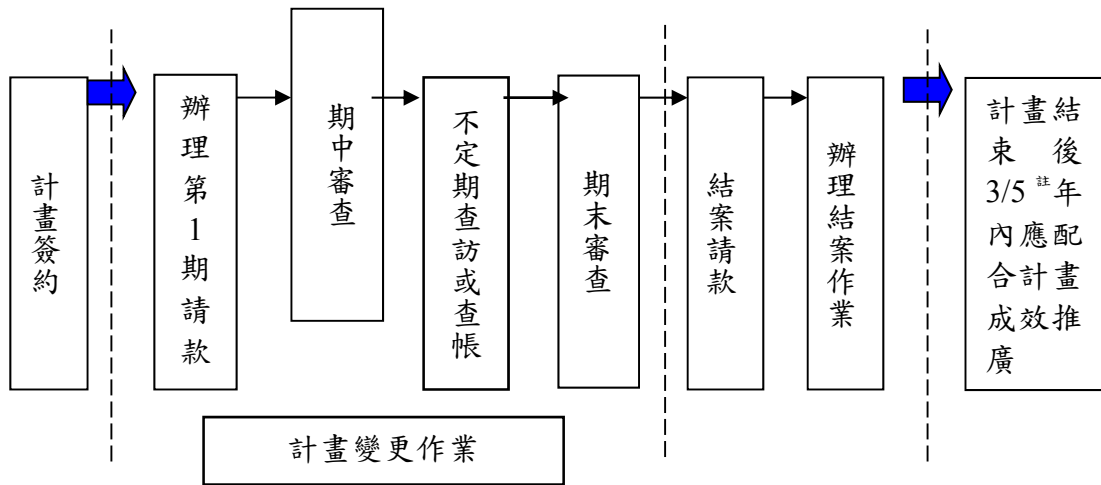 計畫簽約
辦理第1期請款
期中審查
不定期查訪或查帳
期末審查
結案請款
辦理結案作業
計畫結
束後
3/5註年
內應配
合計畫
成效推
廣
計畫變更作業